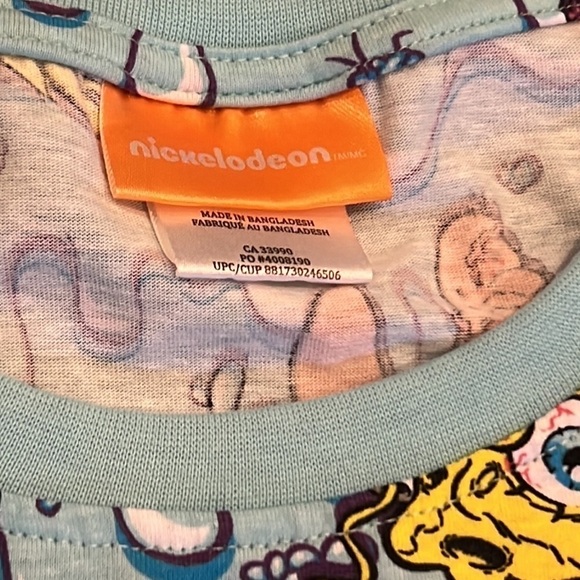 nickelodeon TM/MC
MADE IN BANGLADESH
FABRIQUÉ AU BANGLADESH
CA 33990
PO #4008190
UPC/CUP 881730246506